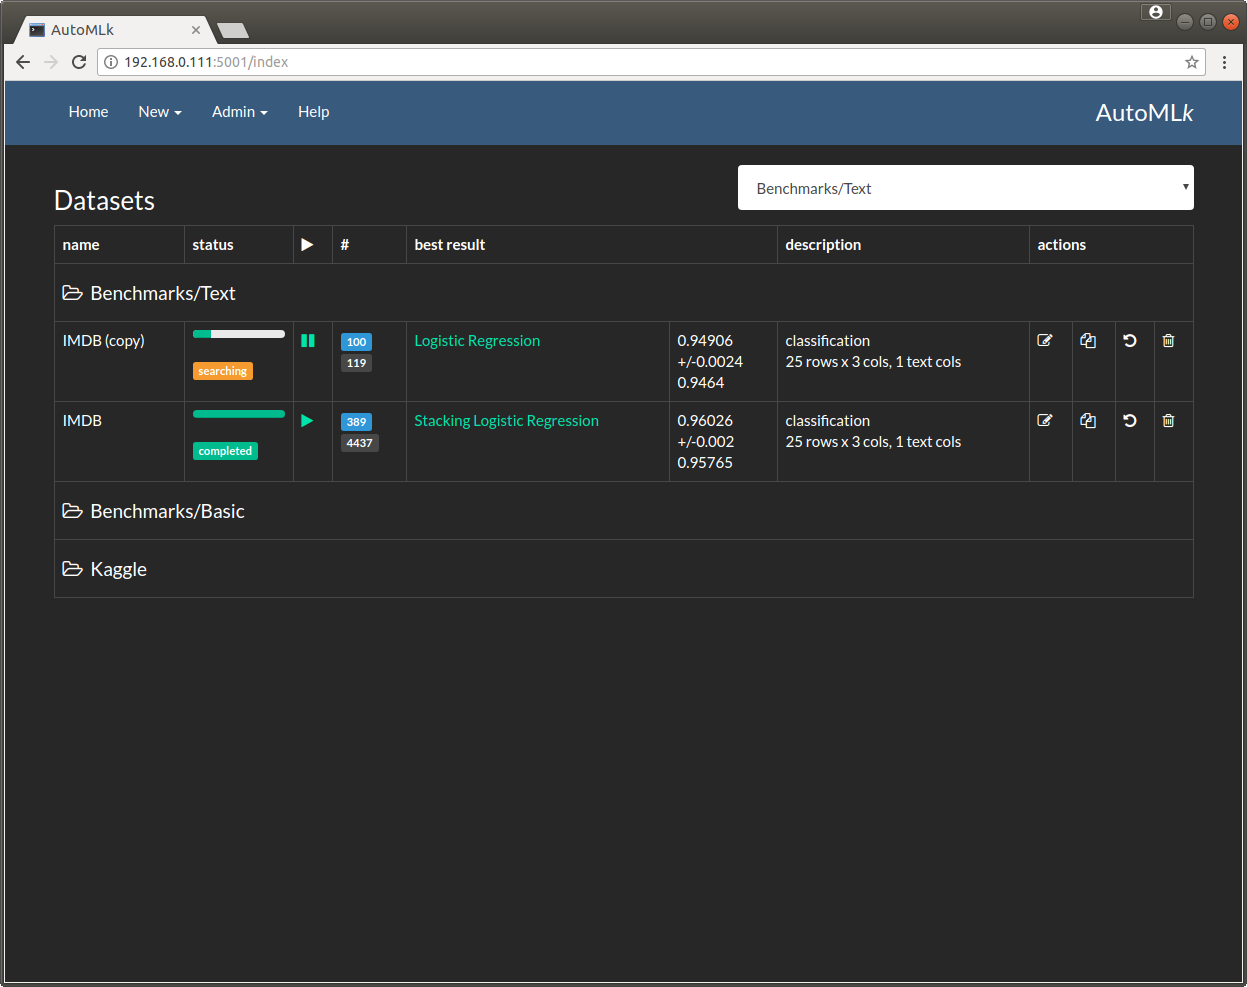 AutoMLk
192.168.0.111:5001/index
Home New Admin Help AutoMLk
Datasets Benchmarks/Text
name status # best result description actions
Benchmarks/Text
IMDB (copy) 100 Logistic Regression 0.94906 classification
119 +/-0.0024 25 rows x 3 cols, 1 text cols
searching 0.9464
IMDB 389 Stacking Logistic Regression 0.96026 classification
4437 +/-0.002 25 rows x 3 cols, 1 text cols
completed 0.95765
Benchmarks/Basic
Kaggle